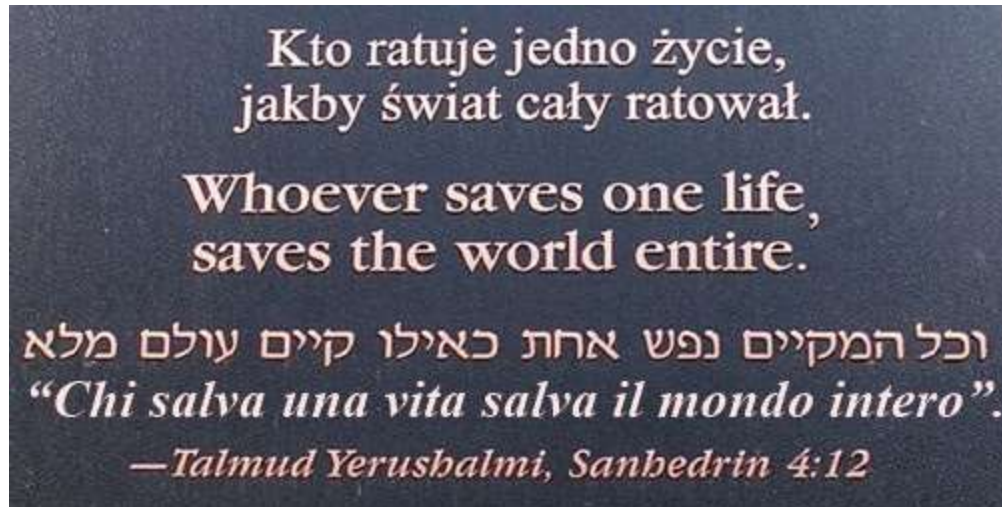 Kto ratuje jedno życie,
jakby świat cały ratował.
Whoever saves one life,
saves the world entire.
וכל המקיים נפש אחת כאילו קיים עולם מלא
“Chi salva una vita salva il mondo intero”.
—Talmud Yerushalmi, Sanhedrin 4:12